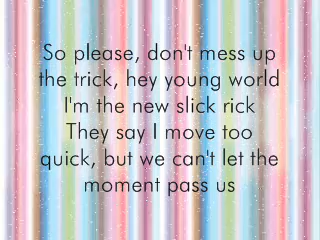 So please, don't mess up
the trick, hey young world
I'm the new slick rick
They say I move too
quick, but we can't let the
moment pass us